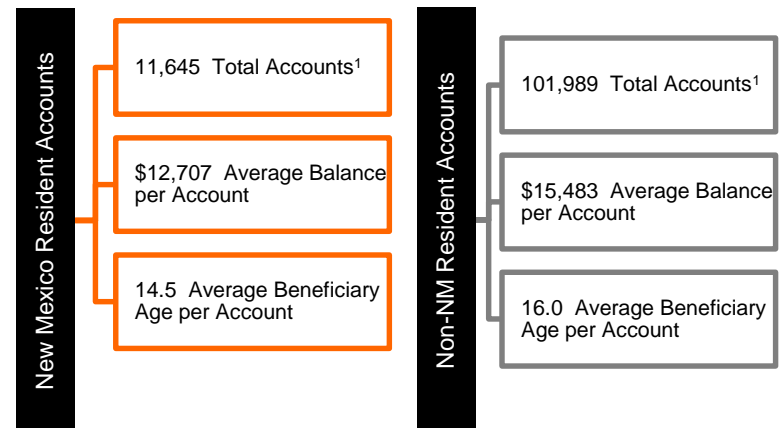 New Mexico Resident Accounts
11,645 Total Accounts¹
$12,707 Average Balance
per Account
14.5 Average Beneficiary
Age per Account
Non-NM Resident Accounts
101,989 Total Accounts¹
$15,483 Average Balance
per Account
16.0 Average Beneficiary
Age per Account